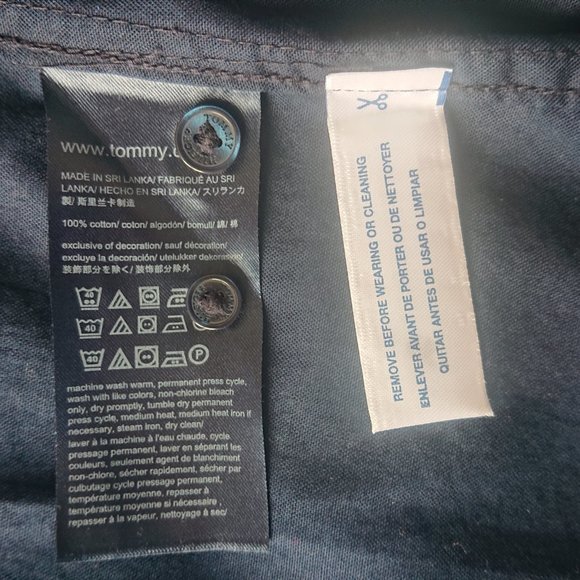 www.tommy.c
TOMMY
MADE IN SRI LANKA/ FABRIQUÉ AU SRI
LANKA/ HECHO EN SRI LANKA/ スリランカ
製/ 斯里兰卡制造
100% cotton/ coton/ algodón/ bomull/ 綿/ 棉
exclusive of decoration/ sauf décoration/
excluye la decoración/ utelukker dekorasjon/
装飾部分を除く/ 装饰部分除外
40
40
40 P
machine wash warm, permanent press cycle,
wash with like colors, non-chlorine bleach
only, dry promptly, tumble dry permanent
press cycle, medium heat, medium heat iron if
necessary, steam iron, dry clean/
laver à la machine à l'eau chaude, cycle
pressage permanent, laver en séparant les
couleurs, seulement agent de blanchiment
non-chlore, sécher rapidement, sécher par
culbutage cycle pressage permanent,
température moyenne, repasser à
température moyenne si nécessaire,
repasser à la vapeur, nettoyage à sec/
REMOVE BEFORE WEARING OR CLEANING
ENLEVER AVANT DE PORTER OU DE NETTOYER
QUITAR ANTES DE USAR O LIMPIAR